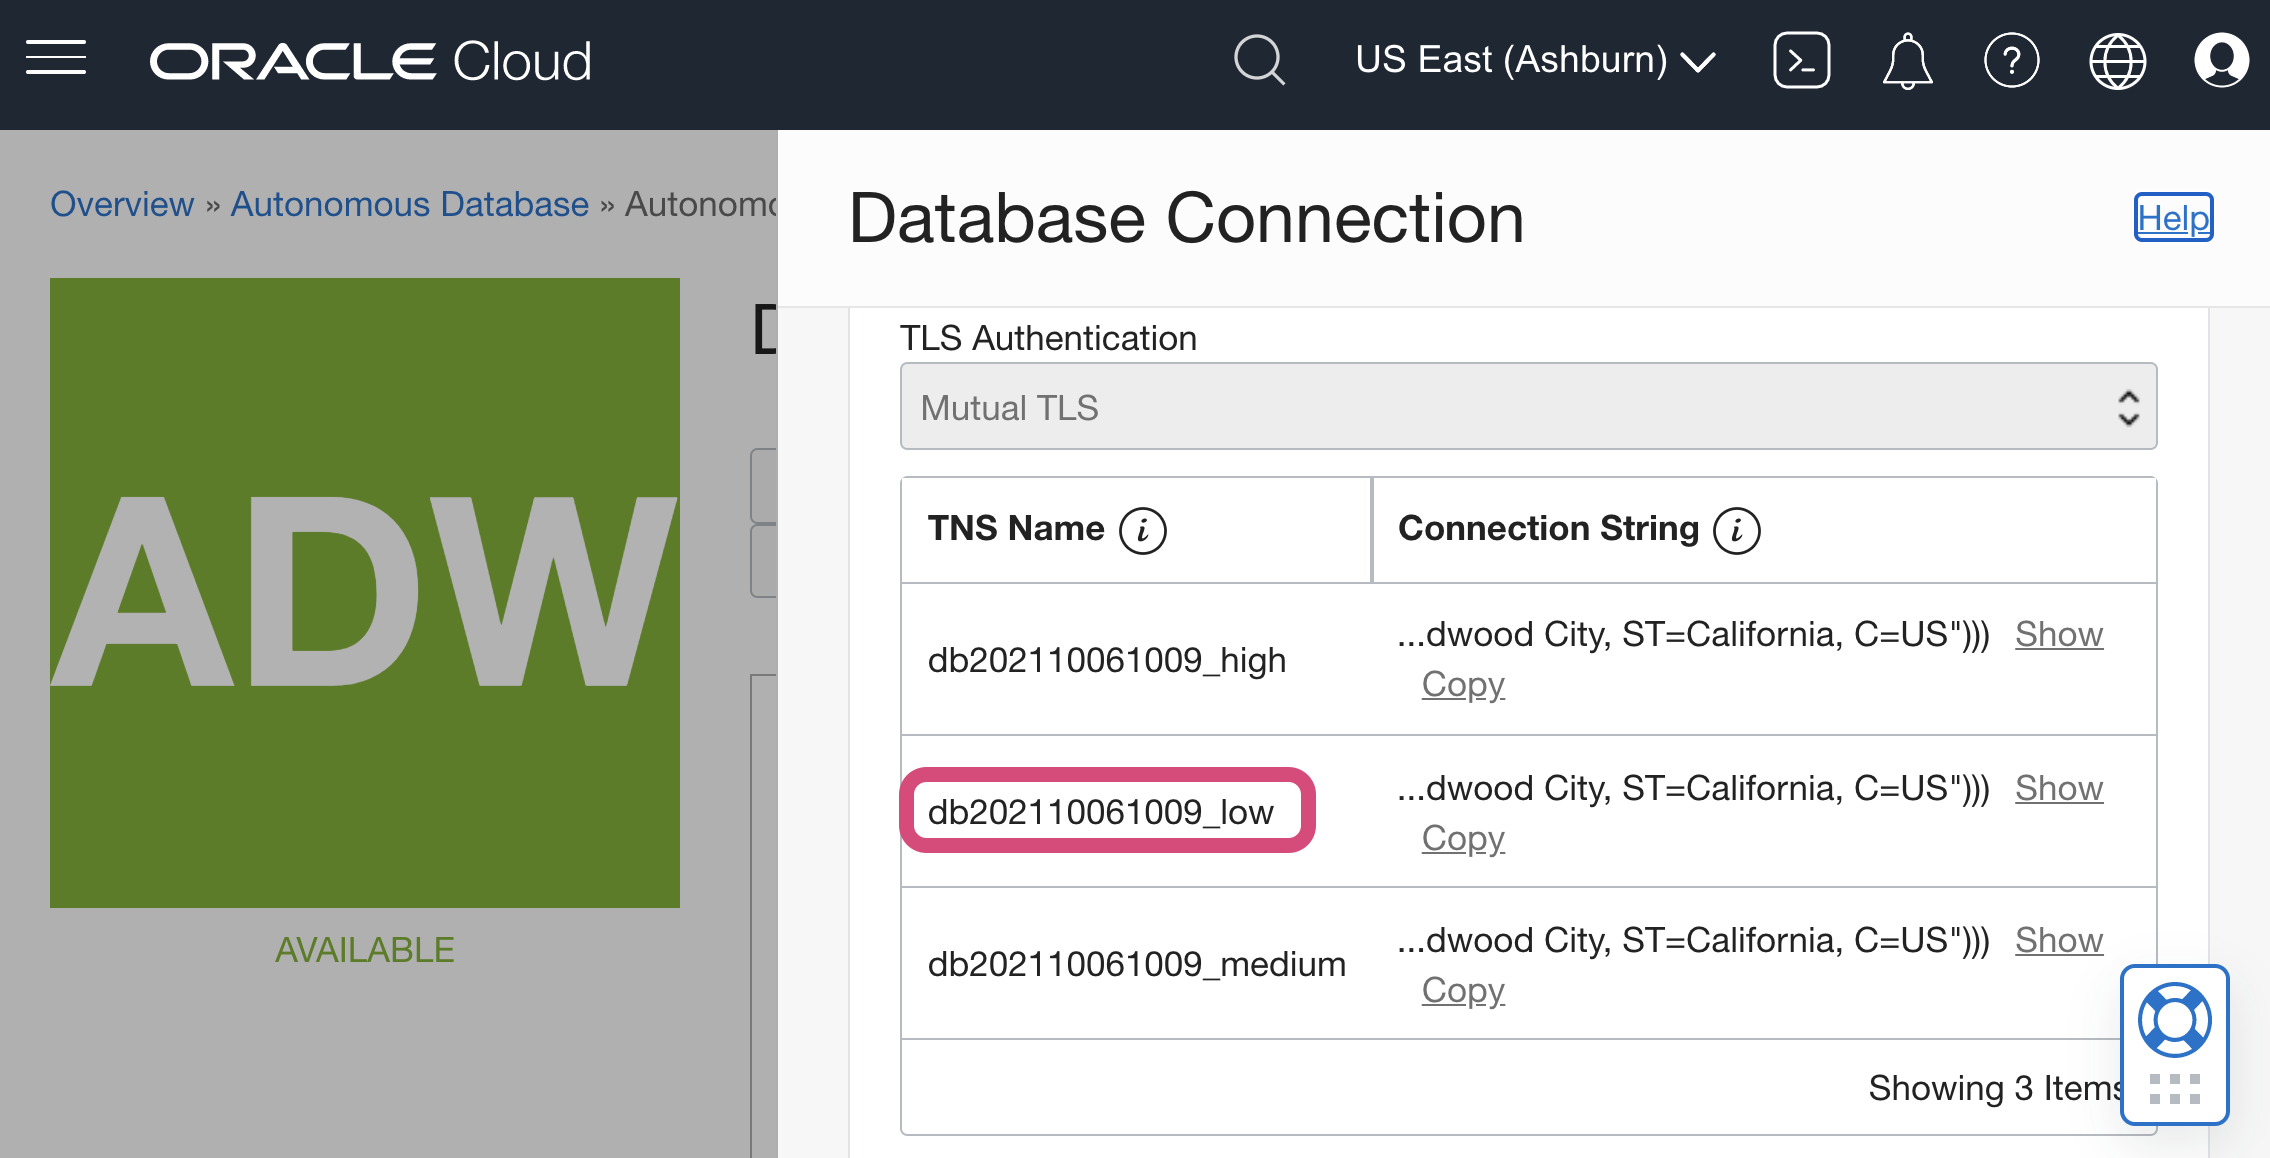 ORACLE Cloud
US East (Ashburn)
Overview » Autonomous Database » Autonomo
ADW
AVAILABLE
Database Connection
Help
TLS Authentication
Mutual TLS
TNS Name
Connection String
db202110061009_high
...dwood City, ST=California, C=US"))) Show
Copy
db202110061009_low
...dwood City, ST=California, C=US"))) Show
Copy
db202110061009_medium
...dwood City, ST=California, C=US"))) Show
Copy
Showing 3 Items